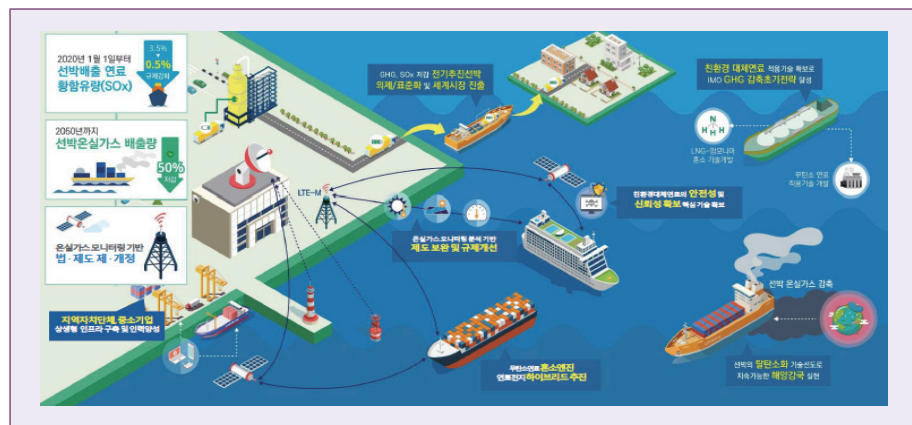 2020년 1월 1일부터
선박배출 연료
황함유량(SOx)
3.5%
0.5%
규제강화
2050년까지
선박온실가스 배출량
50%
저감
온실가스 모니터링 기반
법·제도 제·개정
GHG, SOx 저감 전기추진선박
의제/표준화 및 세계시장 진출
친환경 대체연료 적용기술 확보로
IMO GHG 감축초기전략 달성
N
H H
H
LNG-암모니아
혼소 기술개발
무탄소 연료
적용기술 개발
LTE-M
친환경대체연료의 안전성 및
신뢰성 확보 핵심 기술 확보
온실가스 모니터링 분석 기반
제도 보완 및 규제개선
선박 온실가스 감축
지역자치단체, 중소기업
상생형 인프라 구축 및 인력양성
무탄소연료 혼소엔진
연료전지 하이브리드 추진
선박의 탈탄소화 기술선도로
지속가능한 해양강국 실현